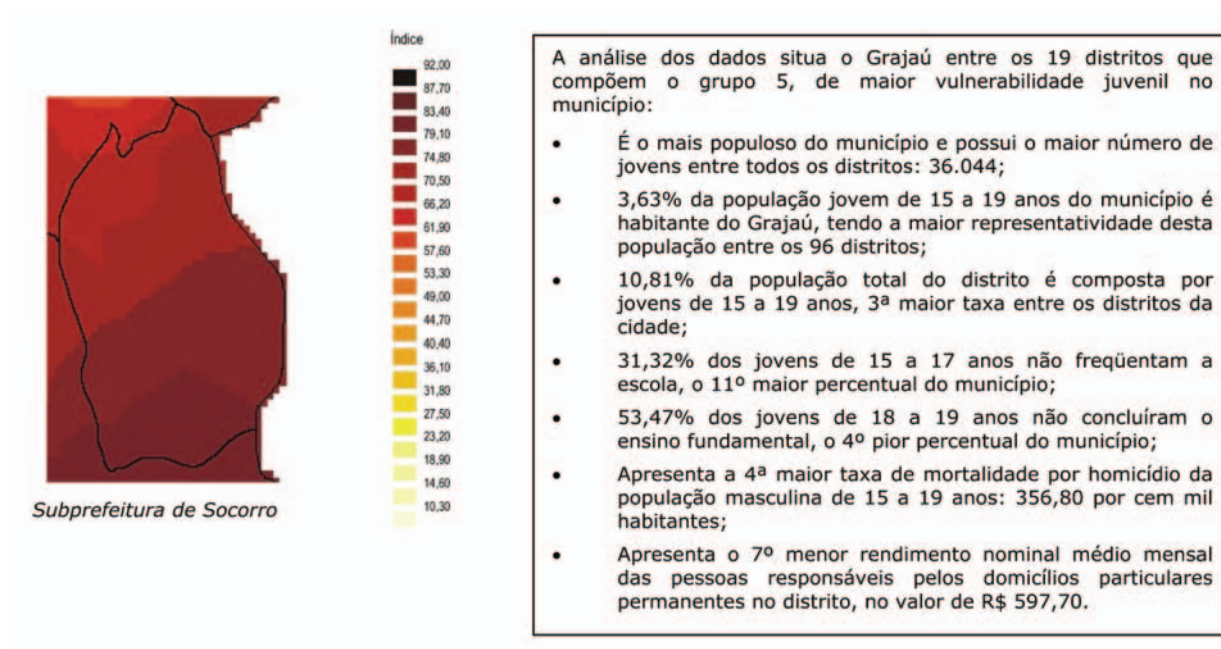 Índice
92,00
87,70
83,40
79,10
74,80
70,50
66,20
61,90
57,60
53,30
49,00
44,70
40,40
36,10
31,80
27,50
23,20
18,90
14,60
10,30
Subprefeitura de Socorro
A análise dos dados situa o Grajaú entre os 19 distritos que
compõem o grupo 5, de maior vulnerabilidade juvenil no
município:
• É o mais populoso do município e possui o maior número de
jovens entre todos os distritos: 36.044;
• 3,63% da população jovem de 15 a 19 anos do município é
habitante do Grajaú, tendo a maior representatividade desta
população entre os 96 distritos;
• 10,81% da população total do distrito é composta por
jovens de 15 a 19 anos, 3ª maior taxa entre os distritos da
cidade;
• 31,32% dos jovens de 15 a 17 anos não freqüentam a
escola, o 11º maior percentual do município;
• 53,47% dos jovens de 18 a 19 anos não concluíram o
ensino fundamental, o 4º pior percentual do município;
• Apresenta a 4ª maior taxa de mortalidade por homicídio da
população masculina de 15 a 19 anos: 356,80 por cem mil
habitantes;
• Apresenta o 7º menor rendimento nominal médio mensal
das pessoas responsáveis pelos domicílios particulares
permanentes no distrito, no valor de R$ 597,70.